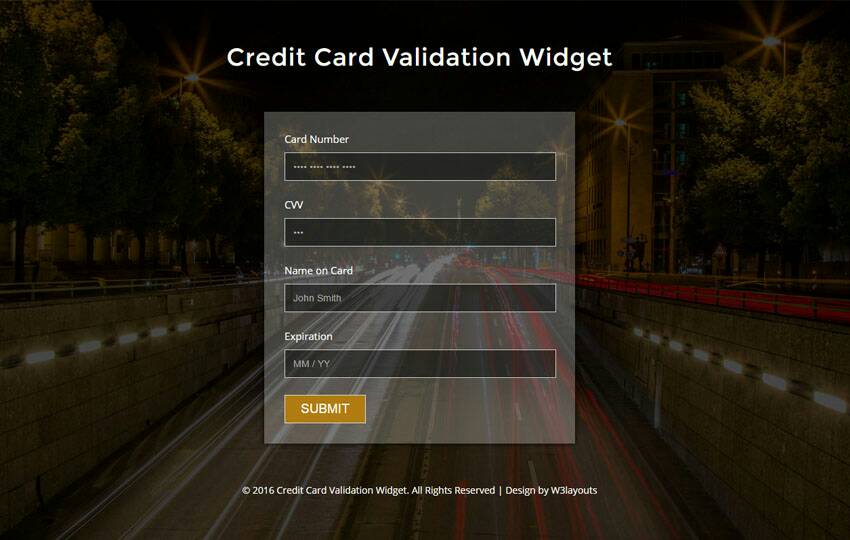 Credit Card Validation Widget
Card Number
---- ---- ---- ----
CVV
---
Name on Card
John Smith
Expiration
MM / YY
SUBMIT
© 2016 Credit Card Validation Widget. All Rights Reserved | Design by W3layouts